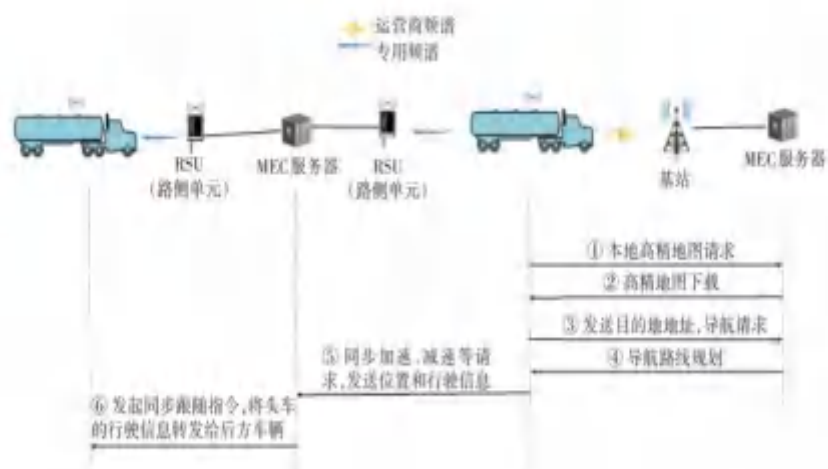 运营商频谱
专用频谱
RSU
(路侧单元)
MEC服务器
RSU
(路侧单元)
基站
MEC服务器
① 本地高精地图请求
② 高精地图下载
③ 发送目的地地址,导航请求
④ 导航路线规划
⑤ 同步加速、减速等请
求,发送位置和行驶信息
⑥ 发起同步跟随指令,将头车
的行驶信息转发给后方车辆